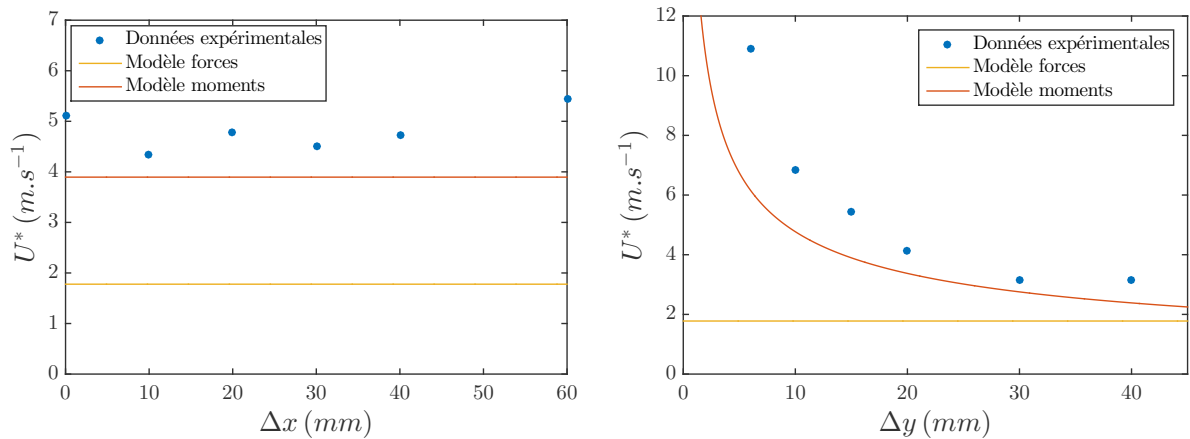 7
6
5
4
3
2
1
0
0 10 20 30 40 50 60
U* (m.s⁻¹)
Δx (mm)
Données expérimentales
Modèle forces
Modèle moments
12
10
8
6
4
2
0
0 10 20 30 40
U* (m.s⁻¹)
Δy (mm)
Données expérimentales
Modèle forces
Modèle moments